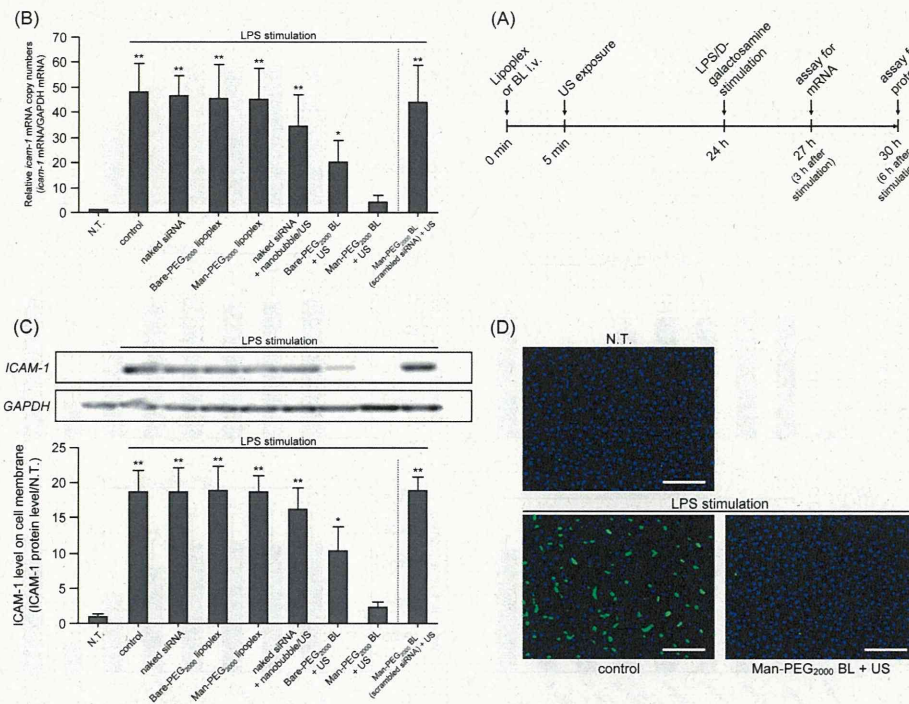 (B)
LPS stimulation
Relative icam-1 mRNA copy numbers
(icam-1 mRNA/GAPDH mRNA)
70
60
50
40
30
20
10
0
**
**
**
**
**
*
**
N.T.
control
naked siRNA
Bare-PEG2000 lipoplex
Man-PEG2000 lipoplex
naked siRNA
+ nanobubble/US
Bare-PEG2000 BL
+ US
Man-PEG2000 BL
+ US
Man-PEG2000 BL
(scrambled siRNA) + US
(A)
Lipoplex
or BL i.v.
US exposure
LPS/D-
galactosamine
stimulation
assay for
mRNA
assay fo
prote
0 min
5 min
24 h
27 h
(3 h after
stimulation)
30 h
(6 h after
stimulatio
(C)
LPS stimulation
ICAM-1
GAPDH
LPS stimulation
ICAM-1 level on cell membrane
(ICAM-1 protein level/N.T.)
25
20
15
10
5
0
**
**
**
**
**
*
**
N.T.
control
naked siRNA
Bare-PEG2000 lipoplex
Man-PEG2000 lipoplex
naked siRNA
+ nanobubble/US
Bare-PEG2000 BL
+ US
Man-PEG2000 BL
+ US
Man-PEG2000 BL
(scrambled siRNA) + US
(D)
N.T.
LPS stimulation
control
Man-PEG2000 BL + US